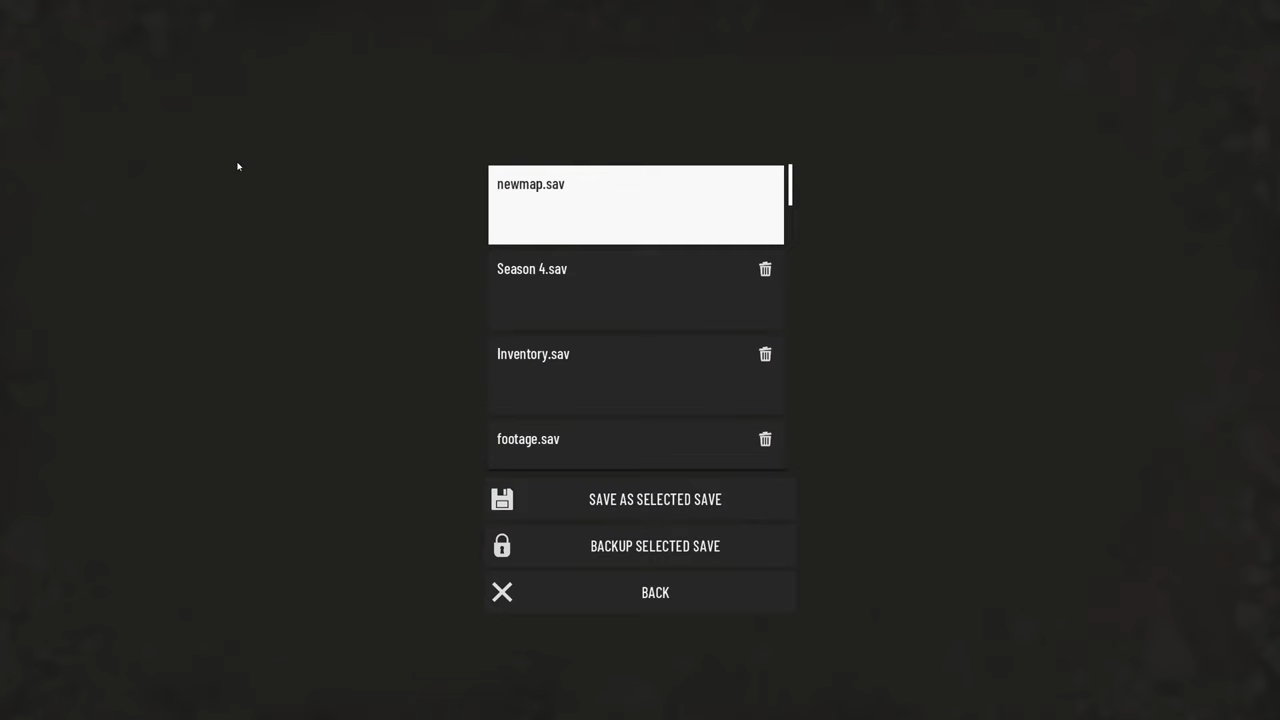 newmap.sav
Season 4.sav
Inventory.sav
footage.sav
SAVE AS SELECTED SAVE
BACKUP SELECTED SAVE
BACK